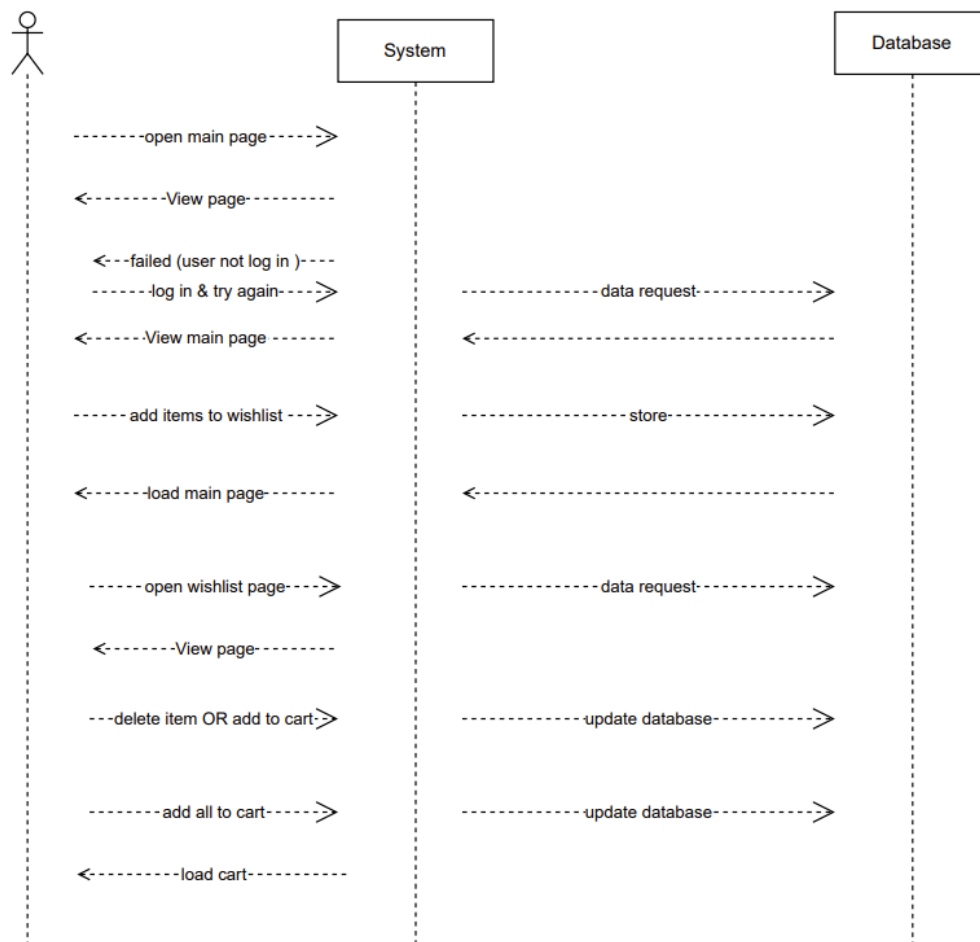 System
Database
open main page
View page
failed (user not log in )
log in & try again
data request
View main page
add items to wishlist
store
load main page
open wishlist page
data request
View page
delete item OR add to cart
update database
add all to cart
update database
load cart